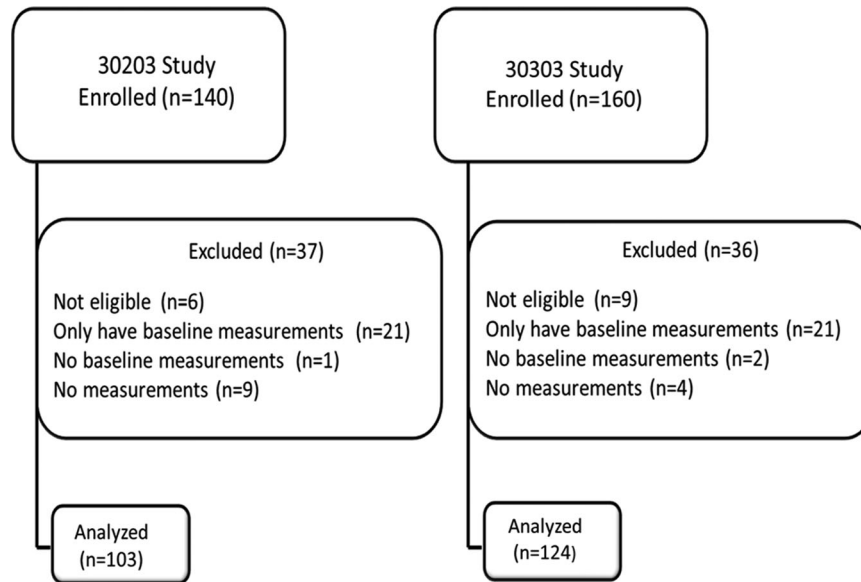 30203 Study
Enrolled (n=140)
Excluded (n=37)
Not eligible (n=6)
Only have baseline measurements (n=21)
No baseline measurements (n=1)
No measurements (n=9)
Analyzed
(n=103)
30303 Study
Enrolled (n=160)
Excluded (n=36)
Not eligible (n=9)
Only have baseline measurements (n=21)
No baseline measurements (n=2)
No measurements (n=4)
Analyzed
(n=124)